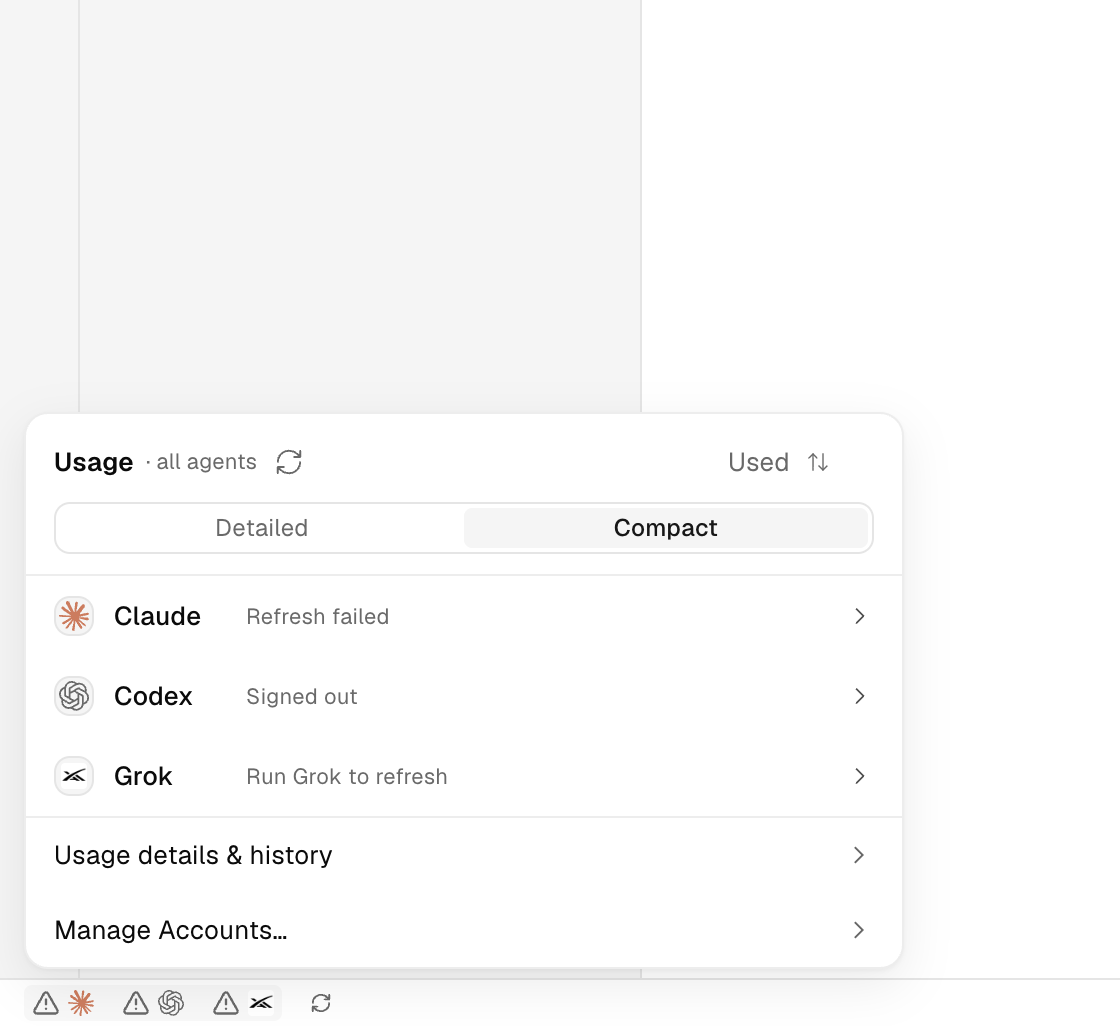 Usage · all agents Used
Detailed Compact
Claude Refresh failed
Codex Signed out
Grok Run Grok to refresh
Usage details & history
Manage Accounts…